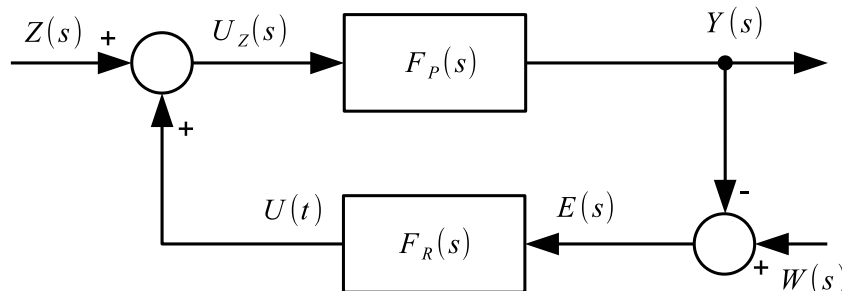 Z(s) + U_Z(s) F_P(s) Y(s)
+
-
U(t) F_R(s) E(s)
+ W(s)